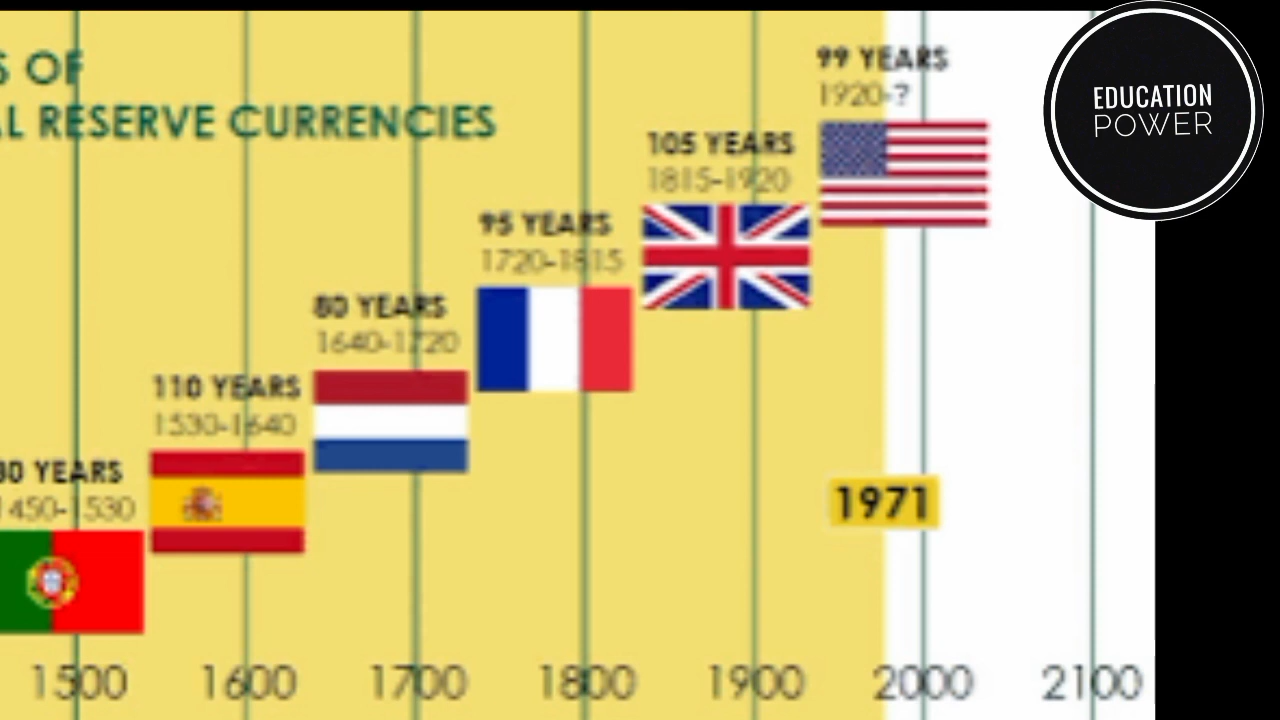 S OF
AL RESERVE CURRENCIES
99 YEARS
1920-?
EDUCATION
POWER
105 YEARS
1815-1920
95 YEARS
1720-1815
80 YEARS
1640-1720
110 YEARS
1530-1640
80 YEARS
1450-1530
1971
1500 1600 1700 1800 1900 2000 2100